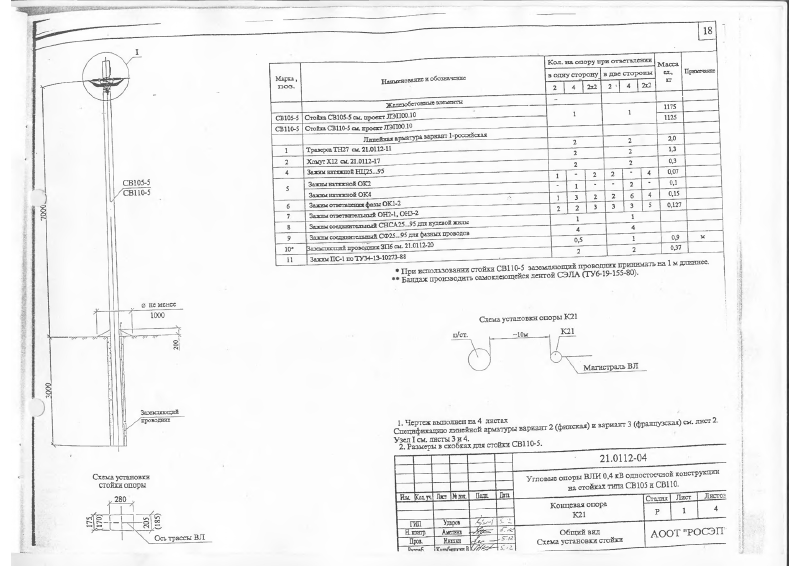 18
1
Марка, поз.
Наименование и обозначение
Кол. на опору при ответвлении
в одну сторону в две стороны
2 4 2х2 2 4 2х2
Масса ед., кг
Примечание
Железобетонные элементы
СВ105-5 Стойка СВ105-5 см. проект ЛЭП00.10 1 1 1175
СВ110-5 Стойка СВ110-5 см. проект ЛЭП00.10 1125
Линейная арматура вариант 1-российская
1 Траверса ТН27 см. 21.0112-11 2 2 2,0
2 Хомут Х12 см. 21.0112-17 2 2 1,3
4 Зажим натяжной НЦ25...95 2 2 0,3
5 Зажим натяжной ОК2 1 - 2 2 - 4 0,07
Зажим натяжной ОК4 - 1 - - 2 - 0,1
6 Зажим ответвления фазы ОК1-2 1 3 2 2 6 4 0,15
7 Зажим ответвительный ОН2-1, ОН3-2 2 2 3 3 3 5 0,127
8 Зажим соединительный СНСА25...95 для нулевой жилы 1 1
9 Зажим соединительный СФ25...95 для фазных проводов 4 4
10* Заземляющий проводник ЗП6 см. 21.0112-20 0,5 1 0,9 м
11 Зажим ПС-1 по ТУ34-13-10273-88 2 2 0,37
* При использовании стойки СВ110-5 заземляющий проводник принимать на 1 м длиннее.
** Бандаж производить самоклеющейся лентой СЭЛА (ТУ6-19-155-80).
СВ105-5
СВ110-5
7000
⌀ не менее
1000
200
3000
Заземляющий
проводник
Схема установки опоры К21
п/ст.
~10м
К21
Магистраль ВЛ
1. Чертеж выполнен на 4 листах
Спецификацию линейной арматуры вариант 2 (финская) и вариант 3 (французская) см. лист 2.
Узел I см. листы 3 и 4.
2. Размеры в скобках для стойки СВ110-5.
Схема установки
стойки опоры
280
175
170
205
(185)
Ось трассы ВЛ
21.0112-04
Угловые опоры ВЛИ 0,4 кВ одностоечной конструкции
на стойках типа СВ105 и СВ110.
Изм. Кол.уч Лист № док. Подп. Дата
Концевая опора
К21
Стадия Лист Листов
Р 1 4
ГИП Ударов
Н. контр.
Пров.
Разраб.
Общий вид
Схема установки стойки
АООТ "РОСЭП"